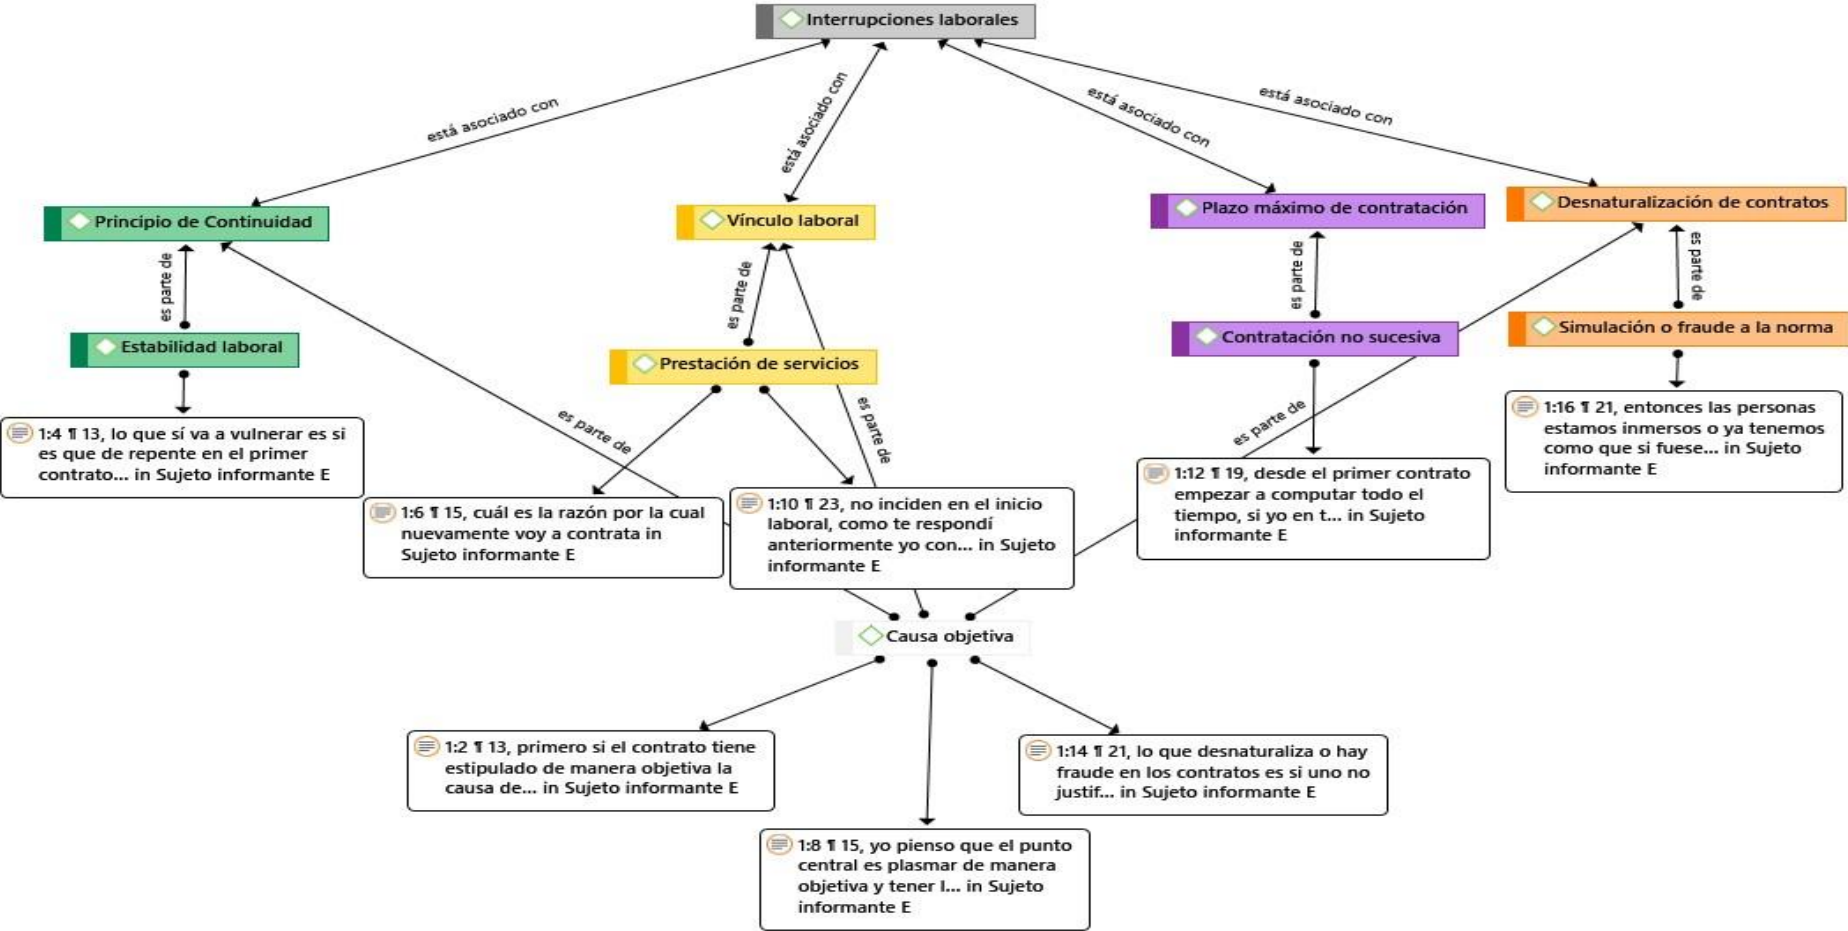 Interrupciones laborales
está asociado con
está asociado con
está asociado con
está asociado con
Principio de Continuidad
Vínculo laboral
Plazo máximo de contratación
Desnaturalización de contratos
es parte de
es parte de
es parte de
es parte de
Estabilidad laboral
Prestación de servicios
Contratación no sucesiva
Simulación o fraude a la norma
es parte de
es parte de
es parte de
1:4 ¶ 13, lo que sí va a vulnerar es si
es que de repente en el primer
contrato... in Sujeto informante E
1:6 ¶ 15, cuál es la razón por la cual
nuevamente voy a contrata in
Sujeto informante E
1:10 ¶ 23, no inciden en el inicio
laboral, como te respondí
anteriormente yo con... in Sujeto
informante E
1:12 ¶ 19, desde el primer contrato
empezar a computar todo el
tiempo, si yo en t... in Sujeto
informante E
1:16 ¶ 21, entonces las personas
estamos inmersos o ya tenemos
como que si fuese... in Sujeto
informante E
Causa objetiva
1:2 ¶ 13, primero si el contrato tiene
estipulado de manera objetiva la
causa de... in Sujeto informante E
1:8 ¶ 15, yo pienso que el punto
central es plasmar de manera
objetiva y tener l... in Sujeto
informante E
1:14 ¶ 21, lo que desnaturaliza o hay
fraude en los contratos es si uno no
justif... in Sujeto informante E